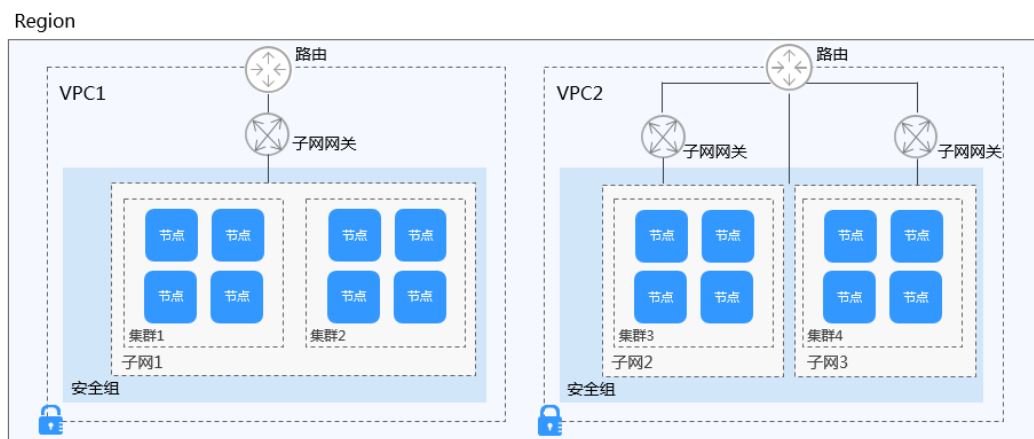 Region
路由
VPC1
子网网关
节点
节点
节点
节点
集群1
节点
节点
节点
节点
集群2
子网1
安全组
路由
VPC2
子网网关
子网网关
节点
节点
节点
节点
集群3
子网2
节点
节点
节点
节点
集群4
子网3
安全组